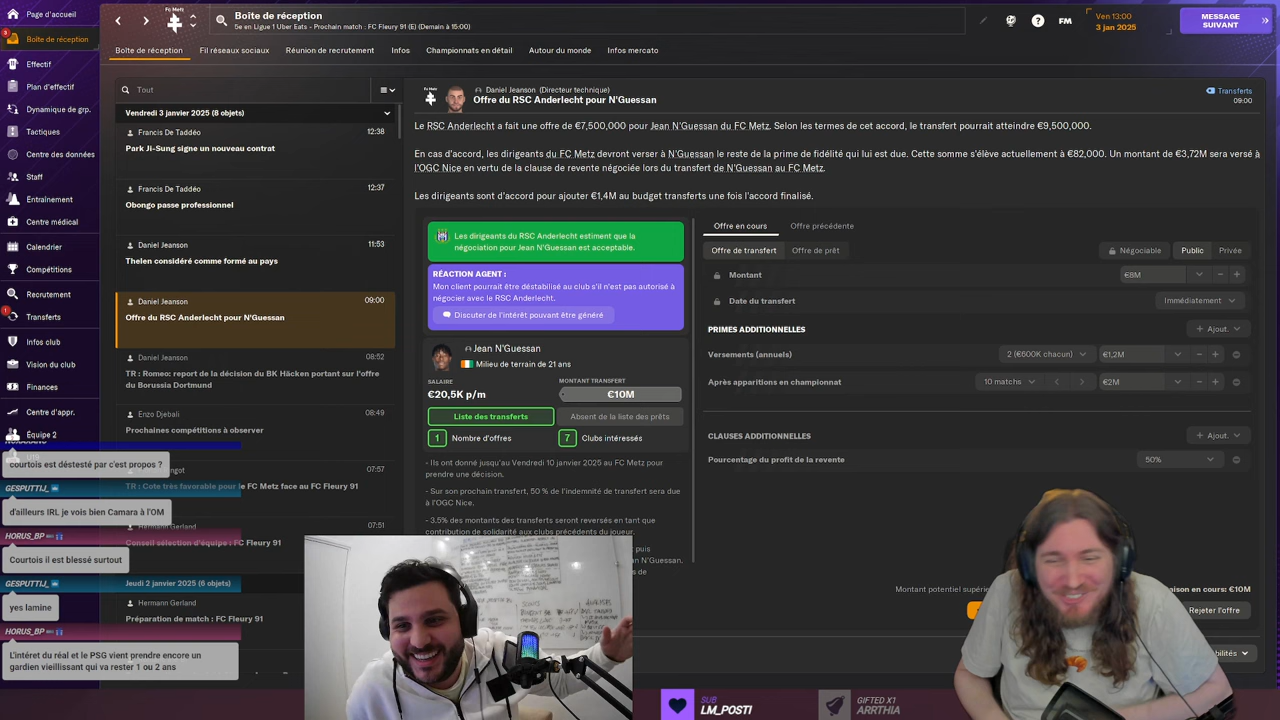 Page d'accueil
3
Boîte de réception
Effectif
Plan d'effectif
Dynamique de grp.
Tactiques
Centre des données
Staff
Entraînement
Centre médical
Calendrier
Compétitions
Recrutement
1
Transferts
Infos club
Vision du club
Finances
Centre d'appr.
Équipe 2
FC Metz
Boîte de réception
5e en Ligne 1 Uber Eats - Prochain match : FC Fleury 91 (E) (Demain à 15:00)
FM
Ven 13:00
3 jan 2025
MESSAGE
SUIVANT
Boîte de réception
Fil réseaux sociaux
Réunion de recrutement
Infos
Championnats en détail
Autour du monde
Infos mercato
Tout
Vendredi 3 janvier 2025 (8 objets)
Francis De Taddéo
12:38
Park Ji-Sung signe un nouveau contrat
Francis De Taddéo
12:37
Obongo passe professionnel
Daniel Jeanson
11:53
Thelen considéré comme formé au pays
Daniel Jeanson
09:00
Offre du RSC Anderlecht pour N'Guessan
Daniel Jeanson
08:52
TR : Romeo: report de la décision du BK Häcken portant sur l'offre
du Borussia Dortmund
Enzo Djebali
08:49
Prochaines compétitions à observer
07:57
TR : Cote très favorable pour le FC Metz face au FC Fleury 91
Hermann Gerland
07:51
Conseil sélection d'équipe : FC Fleury 91
Jeudi 2 janvier 2025 (6 objets)
Hermann Gerland
Préparation de match : FC Fleury 91
FC Metz
Daniel Jeanson (Directeur technique)
Offre du RSC Anderlecht pour N'Guessan
Transferts
09:00
Le RSC Anderlecht a fait une offre de €7,500,000 pour Jean N'Guessan du FC Metz. Selon les termes de cet accord, le transfert pourrait atteindre €9,500,000.
En cas d'accord, les dirigeants du FC Metz devront verser à N'Guessan le reste de la prime de fidélité qui lui est due. Cette somme s'élève actuellement à €82,000. Un montant de €3,72M sera versé à
l'OGC Nice en vertu de la clause de revente négociée lors du transfert de N'Guessan au FC Metz.
Les dirigeants sont d'accord pour ajouter €1,4M au budget transferts une fois l'accord finalisé.
Les dirigeants du RSC Anderlecht estiment que la
négociation pour Jean N'Guessan est acceptable.
RÉACTION AGENT :
Mon client pourrait être déstabilisé au club s'il n'est pas autorisé à
négocier avec le RSC Anderlecht.
Discuter de l'intérêt pouvant être généré
Jean N'Guessan
Milieu de terrain de 21 ans
SALAIRE
MONTANT TRANSFERT
€20,5K p/m
€10M
Liste des transferts
Absent de la liste des prêts
1
Nombre d'offres
7
Clubs intéressés
- Ils ont donné jusqu'au Vendredi 10 janvier 2025 au FC Metz pour
prendre une décision.
- Sur son prochain transfert, 50 % de l'indemnité de transfert sera due
à l'OGC Nice.
- 3.5% des montants des transferts seront reversés en tant que
contribution de solidarité aux clubs précédents du joueur.
puis
Guessan.
de
Offre en cours
Offre précédente
Offre de transfert
Offre de prêt
Négociable
Public
Privée
Montant
€8M
Date du transfert
Immédiatement
PRIMES ADDITIONNELLES
Ajout.
Versements (annuels)
2 (€600K chacun)
€1,2M
Après apparitions en championnat
10 matchs
€2M
CLAUSES ADDITIONNELLES
Ajout.
Pourcentage du profit de la revente
50%
Montant potentiel supérie
aison en cours: €10M
Rejeter l'offre
bilités
courtois est déstesté par c'est propos ?
GESPUTTIJ_
d'ailleurs IRL je vois bien Camara à l'OM
HORUS_BP
Courtois il est blessé surtout
GESPUTTIJ_
yes lamine
HORUS_BP
L'intéret du réal et le PSG vient prendre encore un
gardien vieillissant qui va rester 1 ou 2 ans
SUB
LM_POSTI
GIFTED X1
ARRTHIA